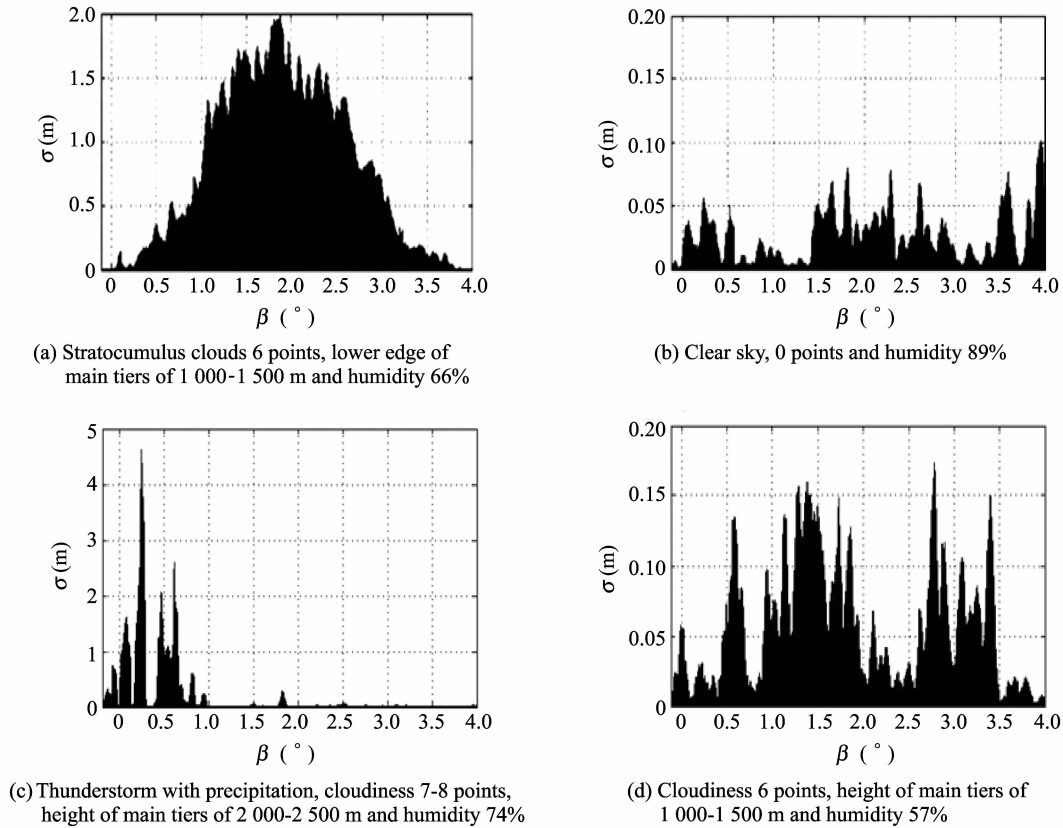 2.0
1.5
1.0
0.5
0
σ (m)
0 0.5 1.0 1.5 2.0 2.5 3.0 3.5 4.0
β ( ° )
(a) Stratocumulus clouds 6 points, lower edge of
main tiers of 1 000-1 500 m and humidity 66%
0.20
0.15
0.10
0.05
0
σ (m)
0 0.5 1.0 1.5 2.0 2.5 3.0 3.5 4.0
β ( ° )
(b) Clear sky, 0 points and humidity 89%
5
4
3
2
1
0
σ (m)
0 0.5 1.0 1.5 2.0 2.5 3.0 3.5 4.0
β ( ° )
(c) Thunderstorm with precipitation, cloudiness 7-8 points,
height of main tiers of 2 000-2 500 m and humidity 74%
0.20
0.15
0.10
0.05
0
σ (m)
0 0.5 1.0 1.5 2.0 2.5 3.0 3.5 4.0
β ( ° )
(d) Cloudiness 6 points, height of main tiers of
1 000-1 500 m and humidity 57%